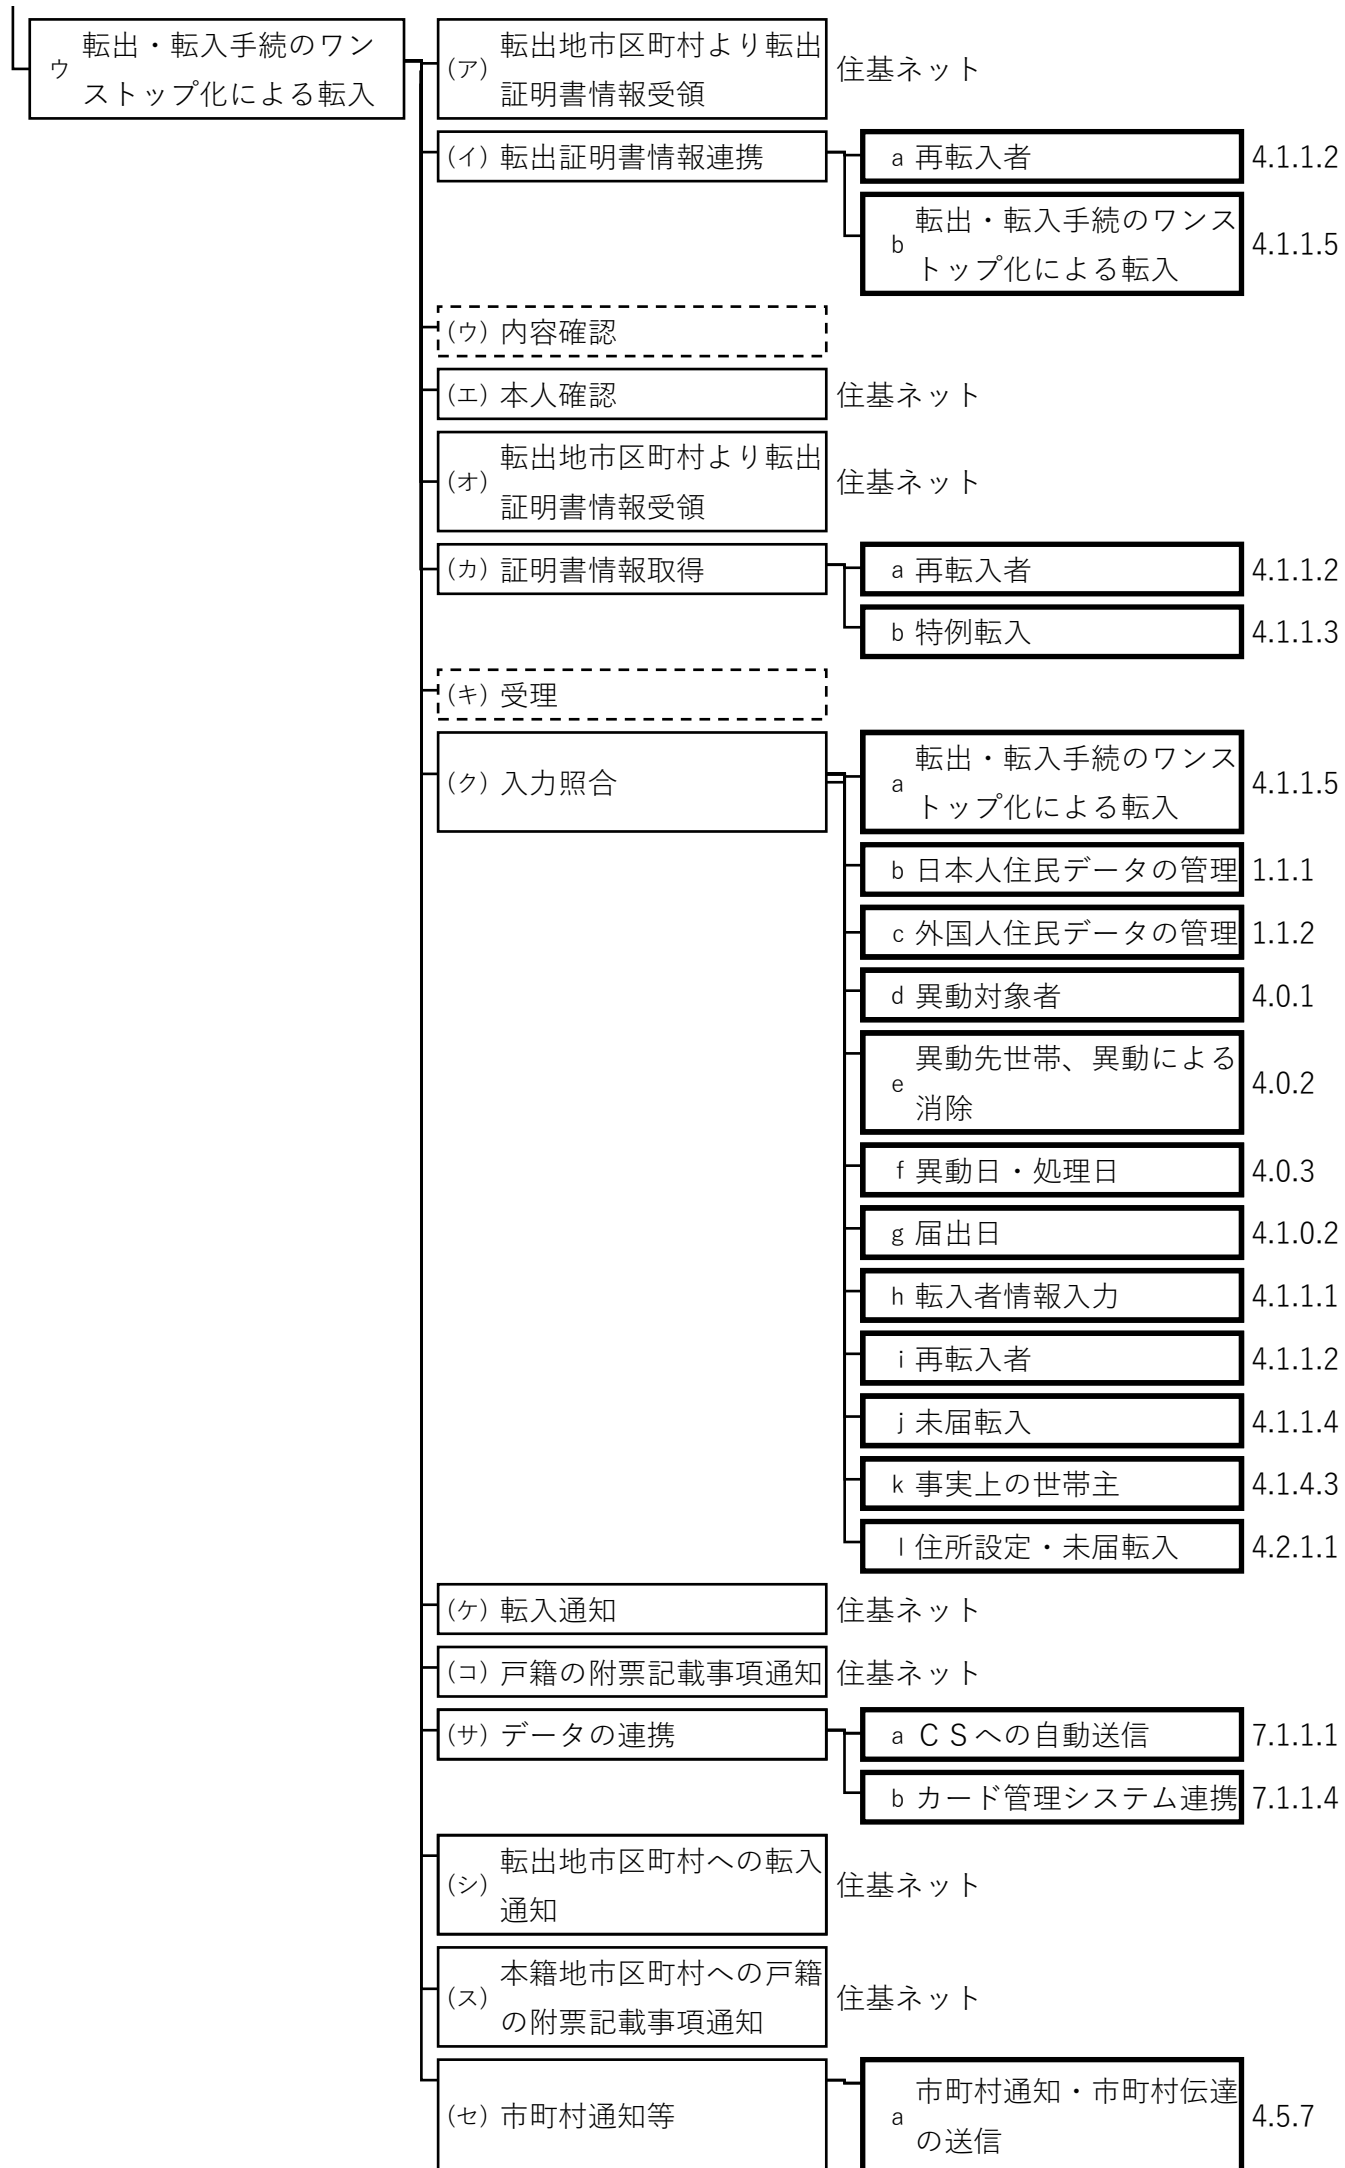 ウ 転出・転入手続のワン
ストップ化による転入
(ア) 転出地市区町村より転出
証明書情報受領
住基ネット
(イ) 転出証明書情報連携
a 再転入者 4.1.1.2
b 転出・転入手続のワンス
トップ化による転入 4.1.1.5
(ウ) 内容確認
(エ) 本人確認 住基ネット
(オ) 転出地市区町村より転出
証明書情報受領
住基ネット
(カ) 証明書情報取得
a 再転入者 4.1.1.2
b 特例転入 4.1.1.3
(キ) 受理
(ク) 入力照合
a 転出・転入手続のワンス
トップ化による転入 4.1.1.5
b 日本人住民データの管理 1.1.1
c 外国人住民データの管理 1.1.2
d 異動対象者 4.0.1
e 異動先世帯、異動による
消除 4.0.2
f 異動日・処理日 4.0.3
g 届出日 4.1.0.2
h 転入者情報入力 4.1.1.1
i 再転入者 4.1.1.2
j 未届転入 4.1.1.4
k 事実上の世帯主 4.1.4.3
l 住所設定・未届転入 4.2.1.1
(ケ) 転入通知 住基ネット
(コ) 戸籍の附票記載事項通知 住基ネット
(サ) データの連携
a ＣＳへの自動送信 7.1.1.1
b カード管理システム連携 7.1.1.4
(シ) 転出地市区町村への転入
通知
住基ネット
(ス) 本籍地市区町村への戸籍
の附票記載事項通知
住基ネット
(セ) 市町村通知等
a 市町村通知・市町村伝達
の送信 4.5.7